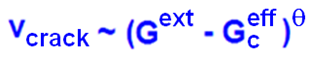 v_crack ~ (G^ext - G_c^eff)^θ